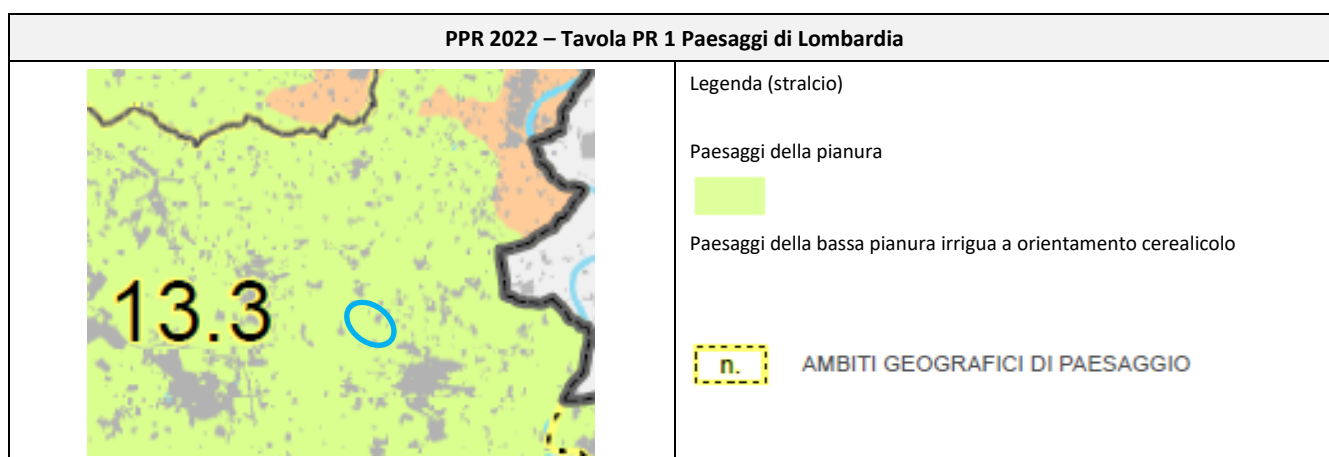 PPR 2022 – Tavola PR 1 Paesaggi di Lombardia
13.3
Legenda (stralcio)
Paesaggi della pianura
Paesaggi della bassa pianura irrigua a orientamento cerealicolo
n.
AMBITI GEOGRAFICI DI PAESAGGIO